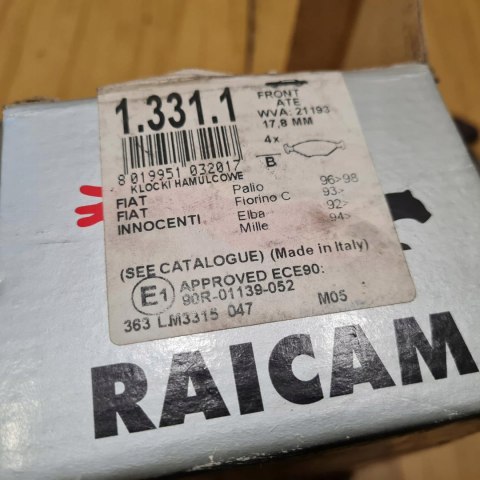 1.331.1
FRONT
ATE
WVA: 21193
17,8 MM
4x
B
8 019951 032017
KLOCKI HAMULCOWE
FIAT Palio 96>98
FIAT Fiorino C 93>
INNOCENTI Elba 92>
Mille 94>
(SEE CATALOGUE) (Made in Italy)
E1 APPROVED ECE90:
90R-01139-052
363 LM3315 047 M05
RAICAM